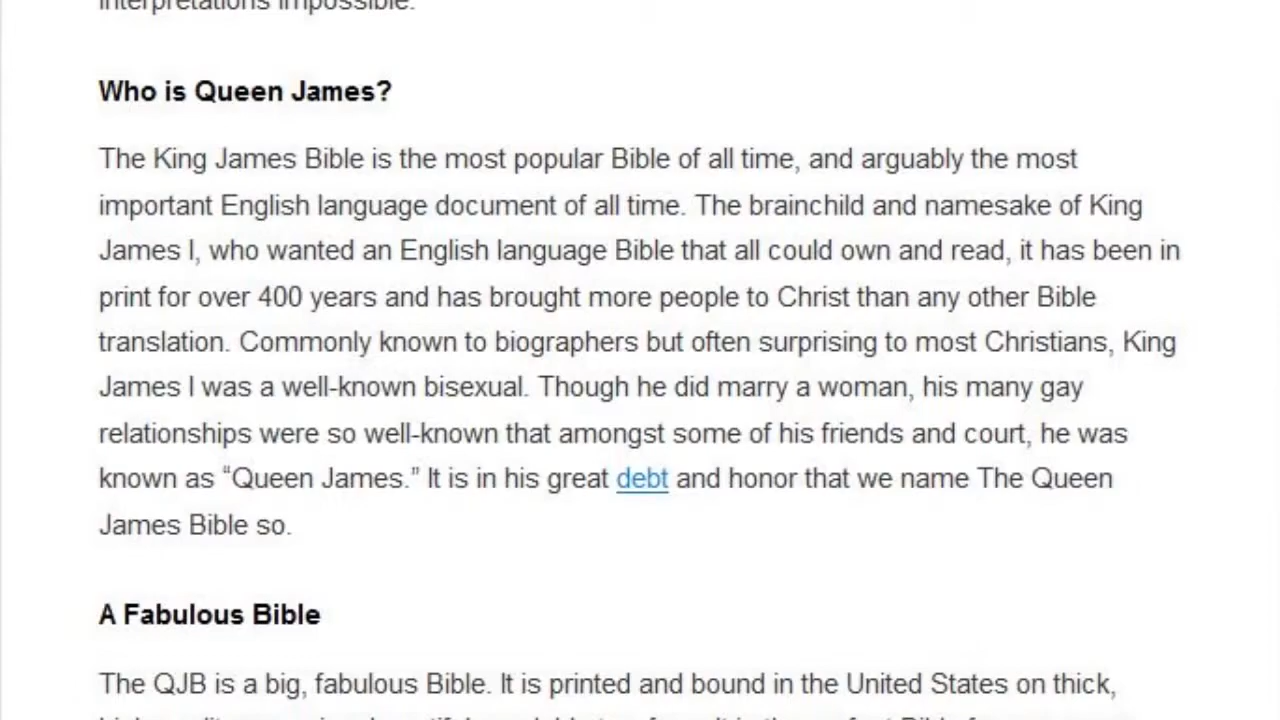 interpretations impossible.
Who is Queen James?
The King James Bible is the most popular Bible of all time, and arguably the most
important English language document of all time. The brainchild and namesake of King
James I, who wanted an English language Bible that all could own and read, it has been in
print for over 400 years and has brought more people to Christ than any other Bible
translation. Commonly known to biographers but often surprising to most Christians, King
James I was a well-known bisexual. Though he did marry a woman, his many gay
relationships were so well-known that amongst some of his friends and court, he was
known as “Queen James.” It is in his great debt and honor that we name The Queen
James Bible so.
A Fabulous Bible
The QJB is a big, fabulous Bible. It is printed and bound in the United States on thick,